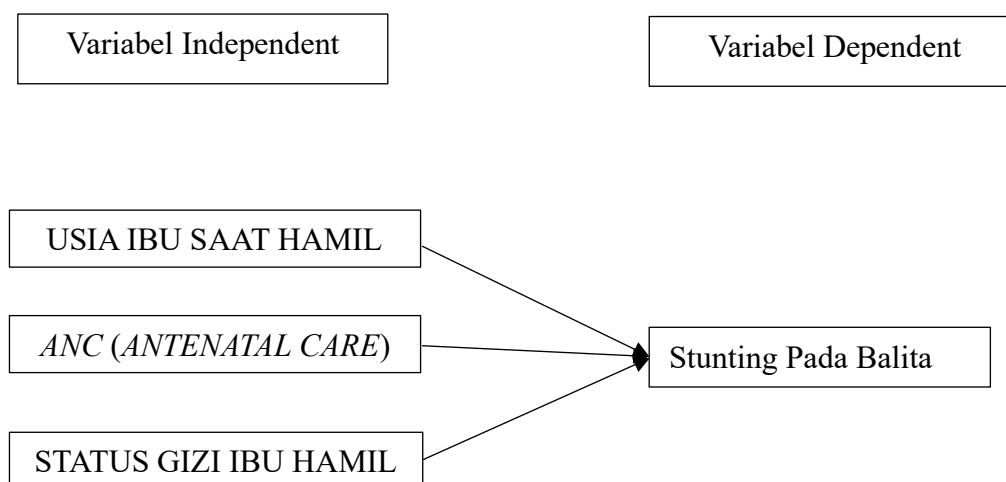 Variabel Independent
Variabel Dependent
USIA IBU SAAT HAMIL
ANC (ANTENATAL CARE)
Stunting Pada Balita
STATUS GIZI IBU HAMIL